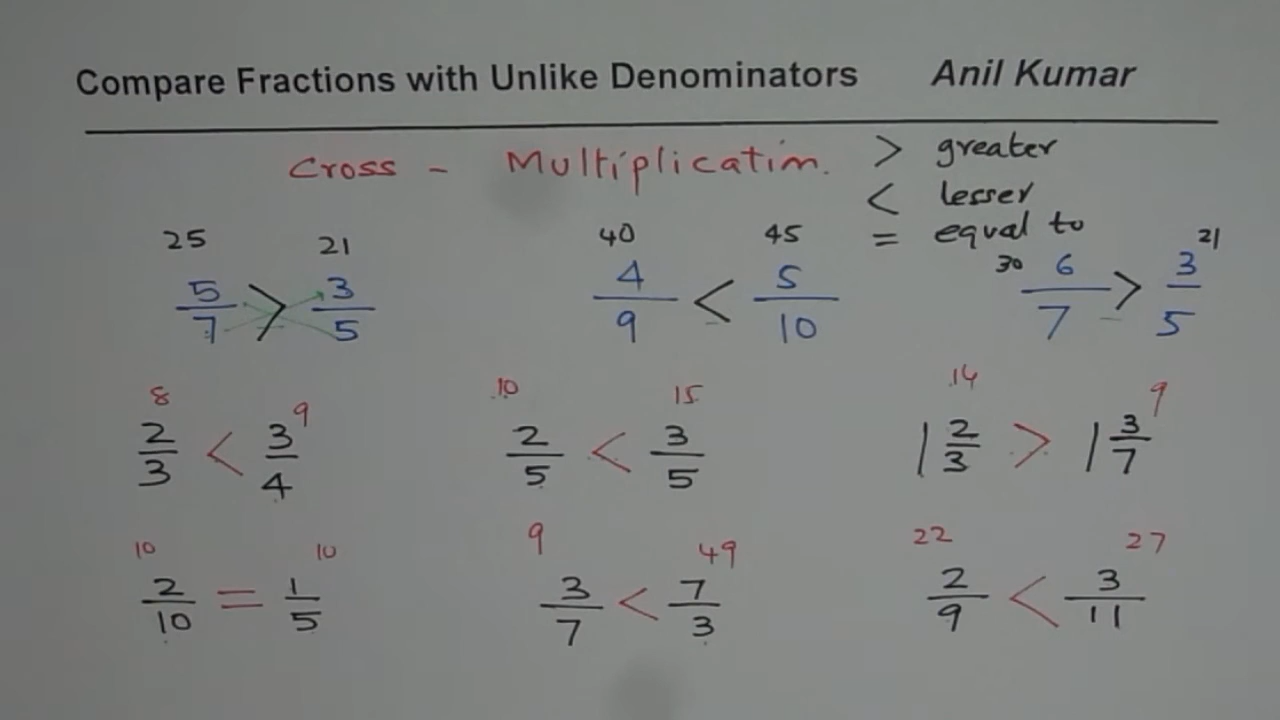 Compare Fractions with Unlike Denominators Anil Kumar
Cross - Multiplication.
> greater
< lesser
= equal to
25 21 40 45 30 21
5/7 > 3/5 4/9 < 5/10 6/7 > 3/5
8 9 10 15 14 9
2/3 < 3/4 2/5 < 3/5 1 2/3 > 1 3/7
10 10 9 49 22 27
2/10 = 1/5 3/7 < 7/3 2/9 < 3/11